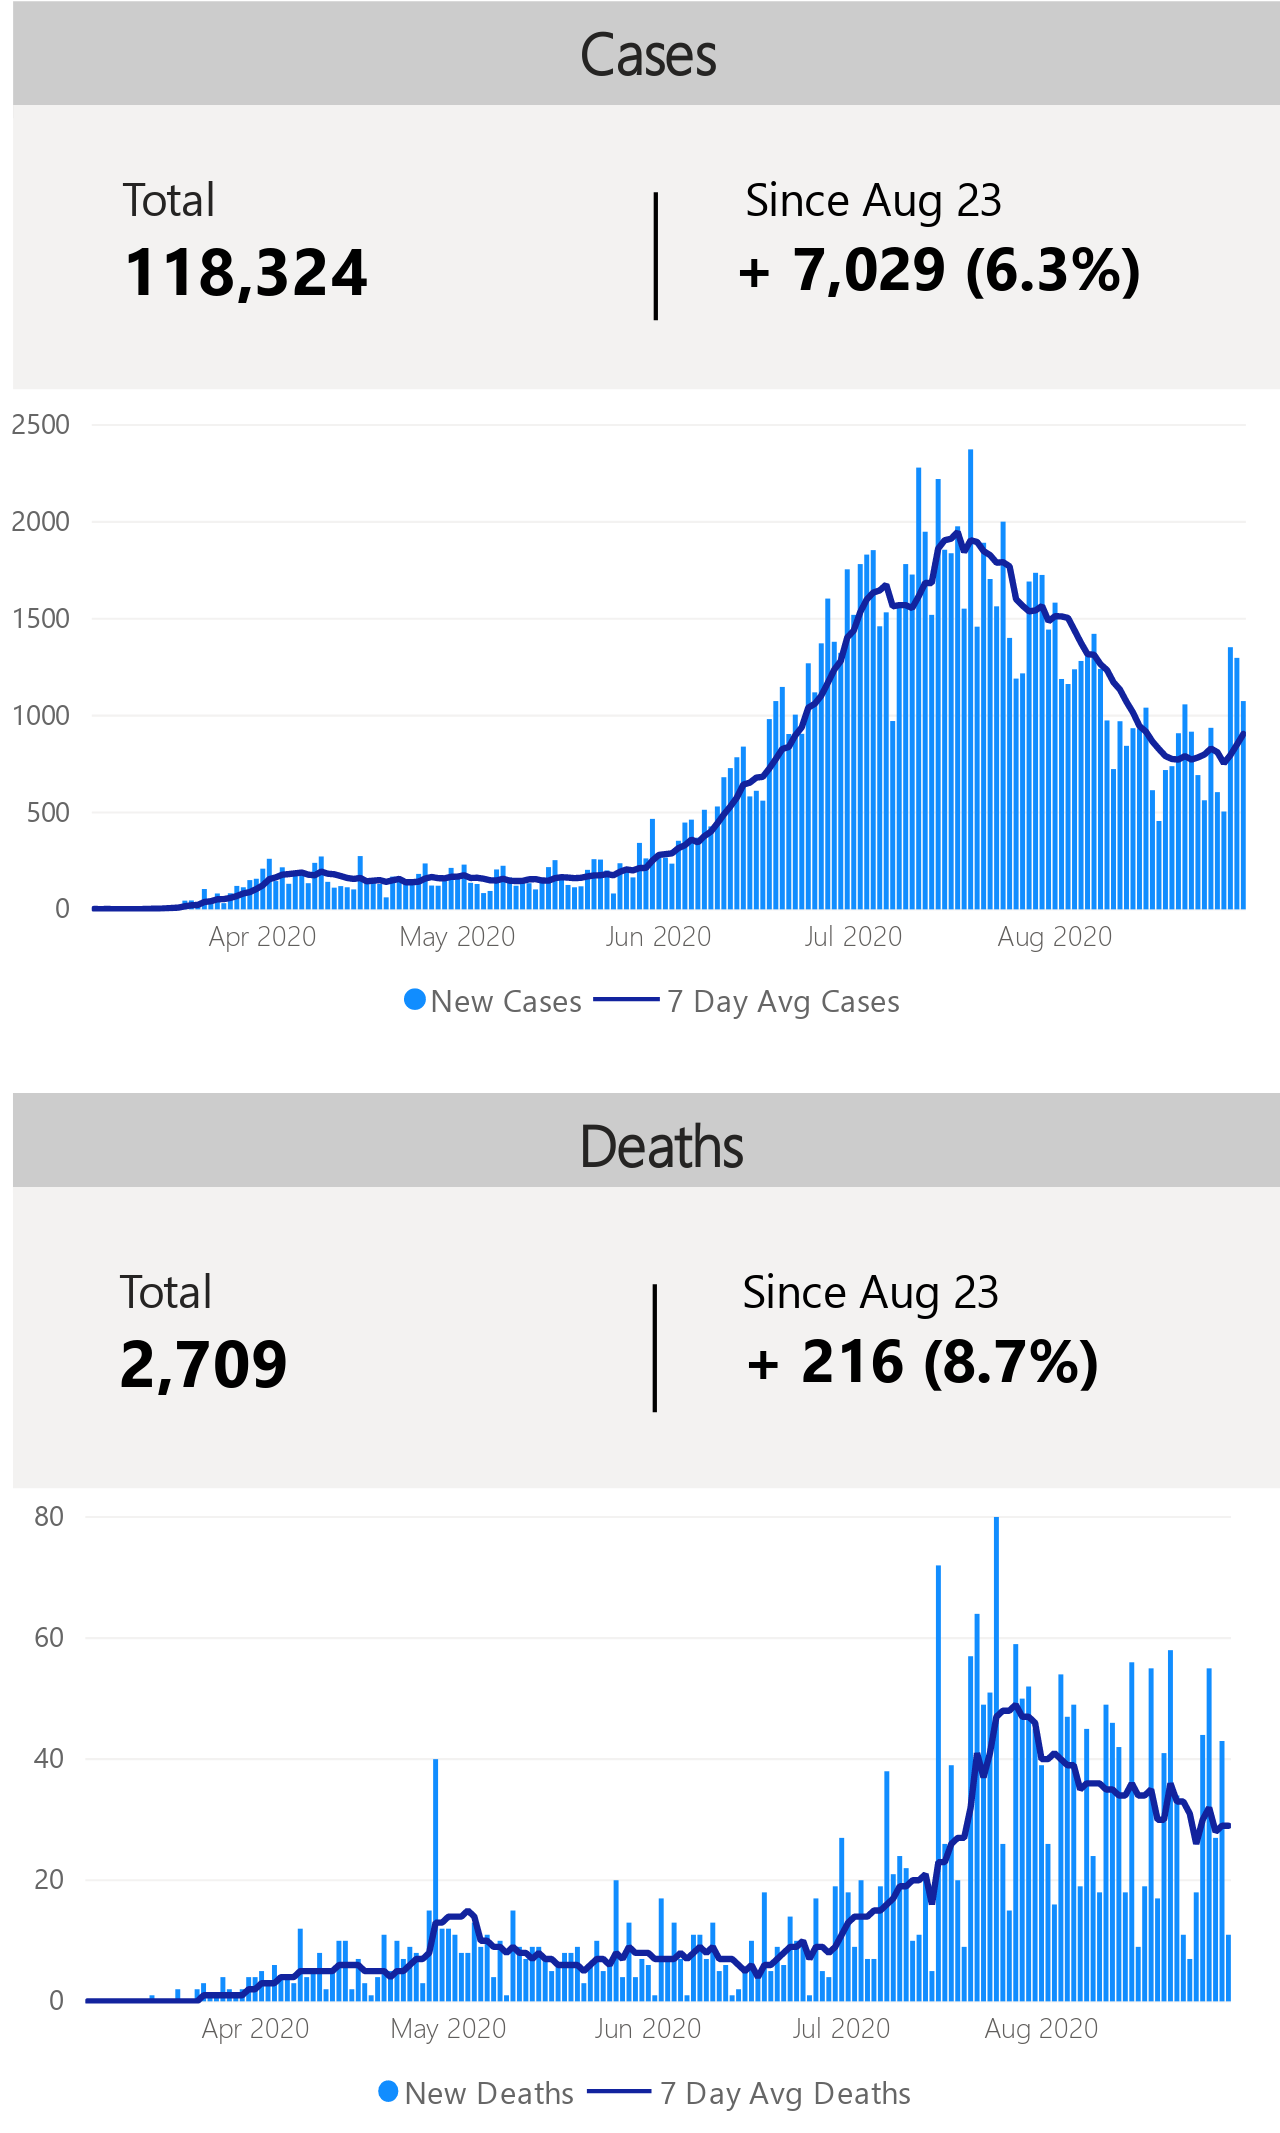 Cases
Total
Since Aug 23
118,324
+ 7,029 (6.3%)
2500
2000
1500
1000
500
0
Apr 2020
May 2020
Jun 2020
Jul 2020
Aug 2020
New Cases
7 Day Avg Cases
Deaths
Total
Since Aug 23
2,709
+ 216 (8.7%)
80
60
40
20
0
Apr 2020
May 2020
Jun 2020
Jul 2020
Aug 2020
New Deaths
7 Day Avg Deaths